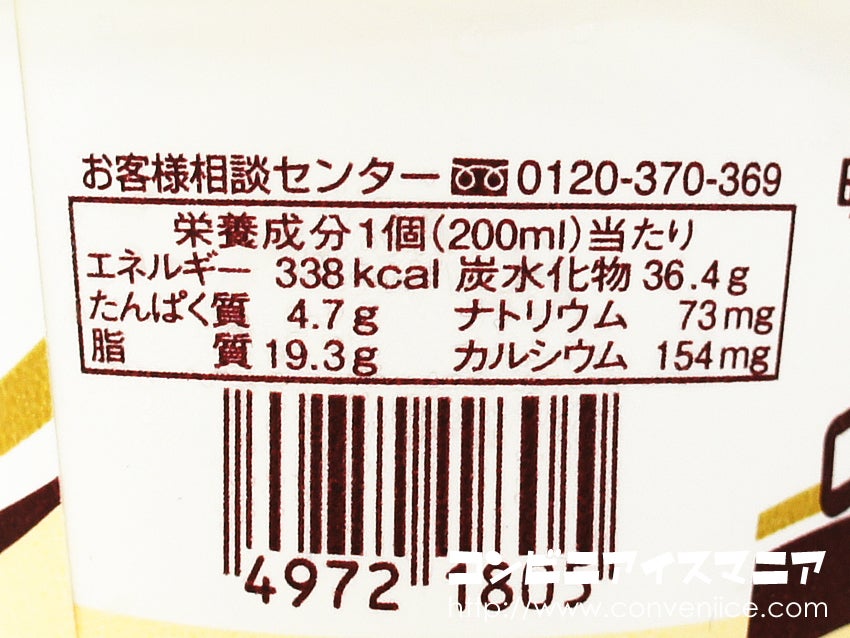 お客様相談センター 0120-370-369
栄養成分1個(200ml)当たり
エネルギー 338kcal 炭水化物 36.4g
たんぱく質 4.7g ナトリウム 73mg
脂質 19.3g カルシウム 154mg
4972 1805
コンビニアイスマニア
http://www.conveniice.com